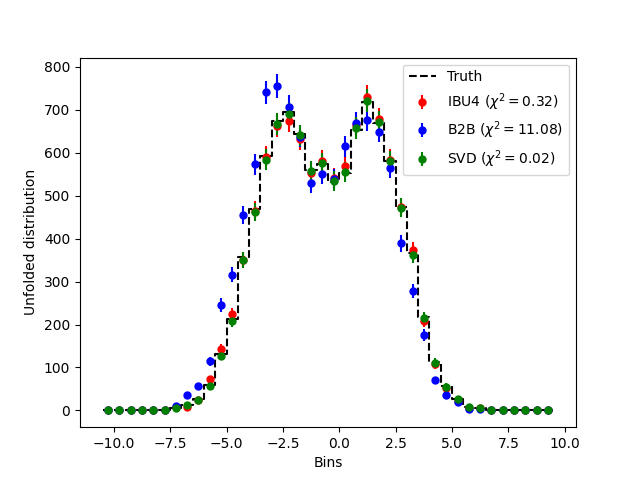 800
700
600
500
400
300
200
100
0
Unfolded distribution
Truth
IBU4 (χ² = 0.32)
B2B (χ² = 11.08)
SVD (χ² = 0.02)
−10.0 −7.5 −5.0 −2.5 0.0 2.5 5.0 7.5 10.0
Bins